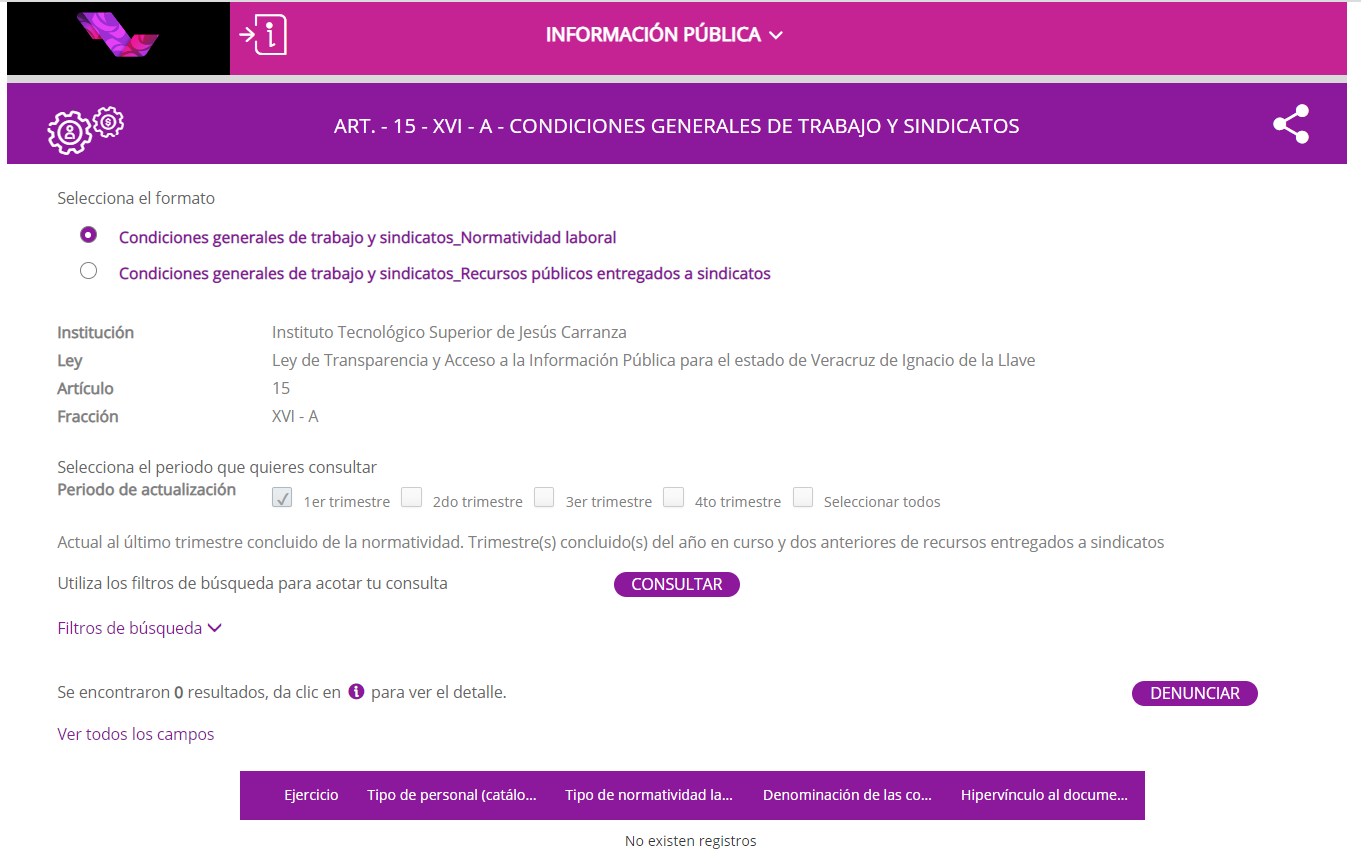 INFORMACIÓN PÚBLICA
ART. - 15 - XVI - A - CONDICIONES GENERALES DE TRABAJO Y SINDICATOS
Selecciona el formato
Condiciones generales de trabajo y sindicatos_Normatividad laboral
Condiciones generales de trabajo y sindicatos_Recursos públicos entregados a sindicatos
Institución Instituto Tecnológico Superior de Jesús Carranza
Ley Ley de Transparencia y Acceso a la Información Pública para el estado de Veracruz de Ignacio de la Llave
Artículo 15
Fracción XVI - A
Selecciona el periodo que quieres consultar
Periodo de actualización 1er trimestre 2do trimestre 3er trimestre 4to trimestre Seleccionar todos
Actual al último trimestre concluido de la normatividad. Trimestre(s) concluido(s) del año en curso y dos anteriores de recursos entregados a sindicatos
Utiliza los filtros de búsqueda para acotar tu consulta CONSULTAR
Filtros de búsqueda
Se encontraron 0 resultados, da clic en i para ver el detalle. DENUNCIAR
Ver todos los campos
Ejercicio Tipo de personal (catálo... Tipo de normatividad la... Denominación de las co... Hipervínculo al docume...
No existen registros